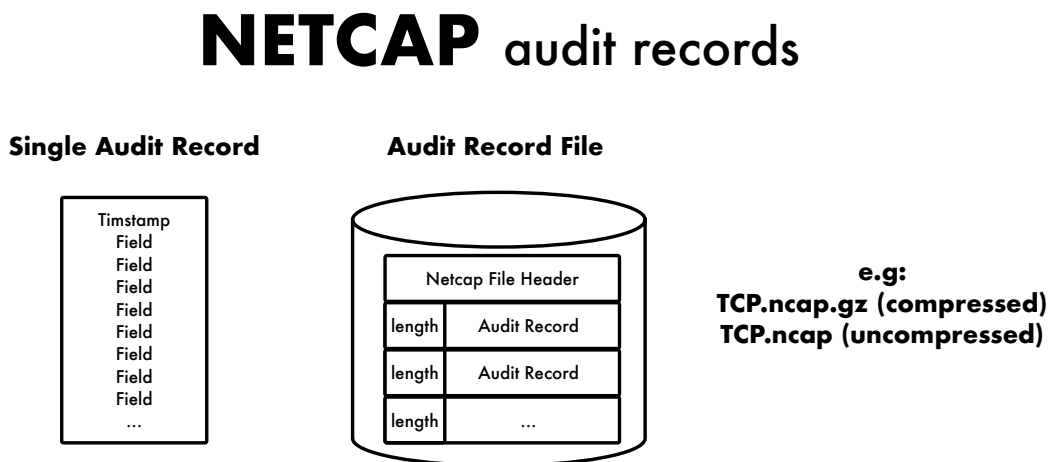 NETCAP audit records
Single Audit Record
Timstamp
Field
Field
Field
Field
Field
Field
Field
Field
...
Audit Record File
Netcap File Header
length Audit Record
length Audit Record
length ...
e.g:
TCP.ncap.gz (compressed)
TCP.ncap (uncompressed)